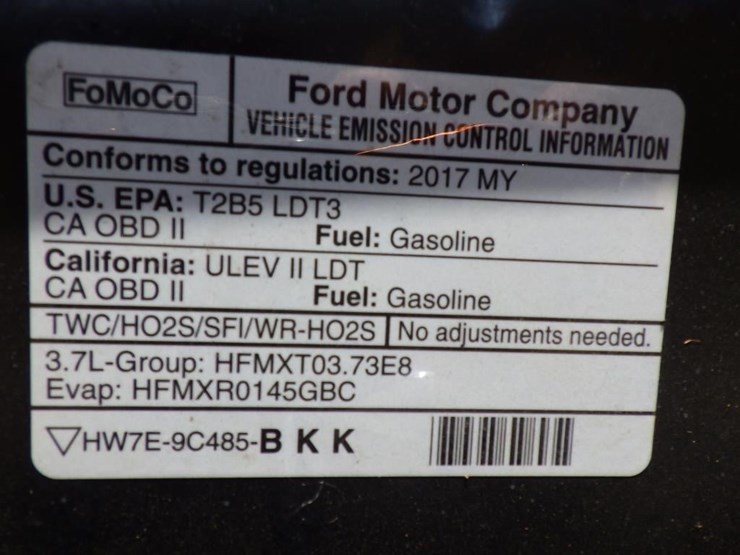 FoMoCo
Ford Motor Company
VEHICLE EMISSION CONTROL INFORMATION
Conforms to regulations: 2017 MY
U.S. EPA: T2B5 LDT3
CA OBD II Fuel: Gasoline
California: ULEV II LDT
CA OBD II Fuel: Gasoline
TWC/HO2S/SFI/WR-HO2S No adjustments needed.
3.7L-Group: HFMXT03.73E8
Evap: HFMXR0145GBC
HW7E-9C485-B K K